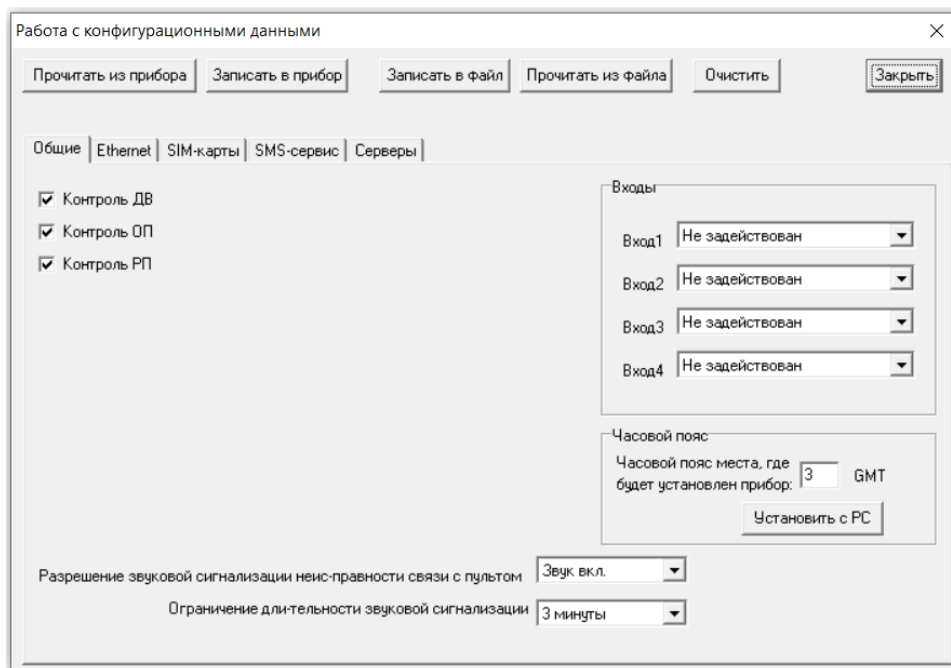 Работа с конфигурационными данными
Прочитать из прибора Записать в прибор Записать в файл Прочитать из файла Очистить Закрыть
Общие Ethernet SIM-карты SMS-сервис Серверы
Контроль ДВ
Контроль ОП
Контроль РП
Входы
Вход1 Не задействован
Вход2 Не задействован
Вход3 Не задействован
Вход4 Не задействован
Часовой пояс
Часовой пояс места, где
будет установлен прибор: 3 GMT
Установить с PC
Разрешение звуковой сигнализации неис-правности связи с пультом Звук вкл.
Ограничение дли-тельности звуковой сигнализации 3 минуты